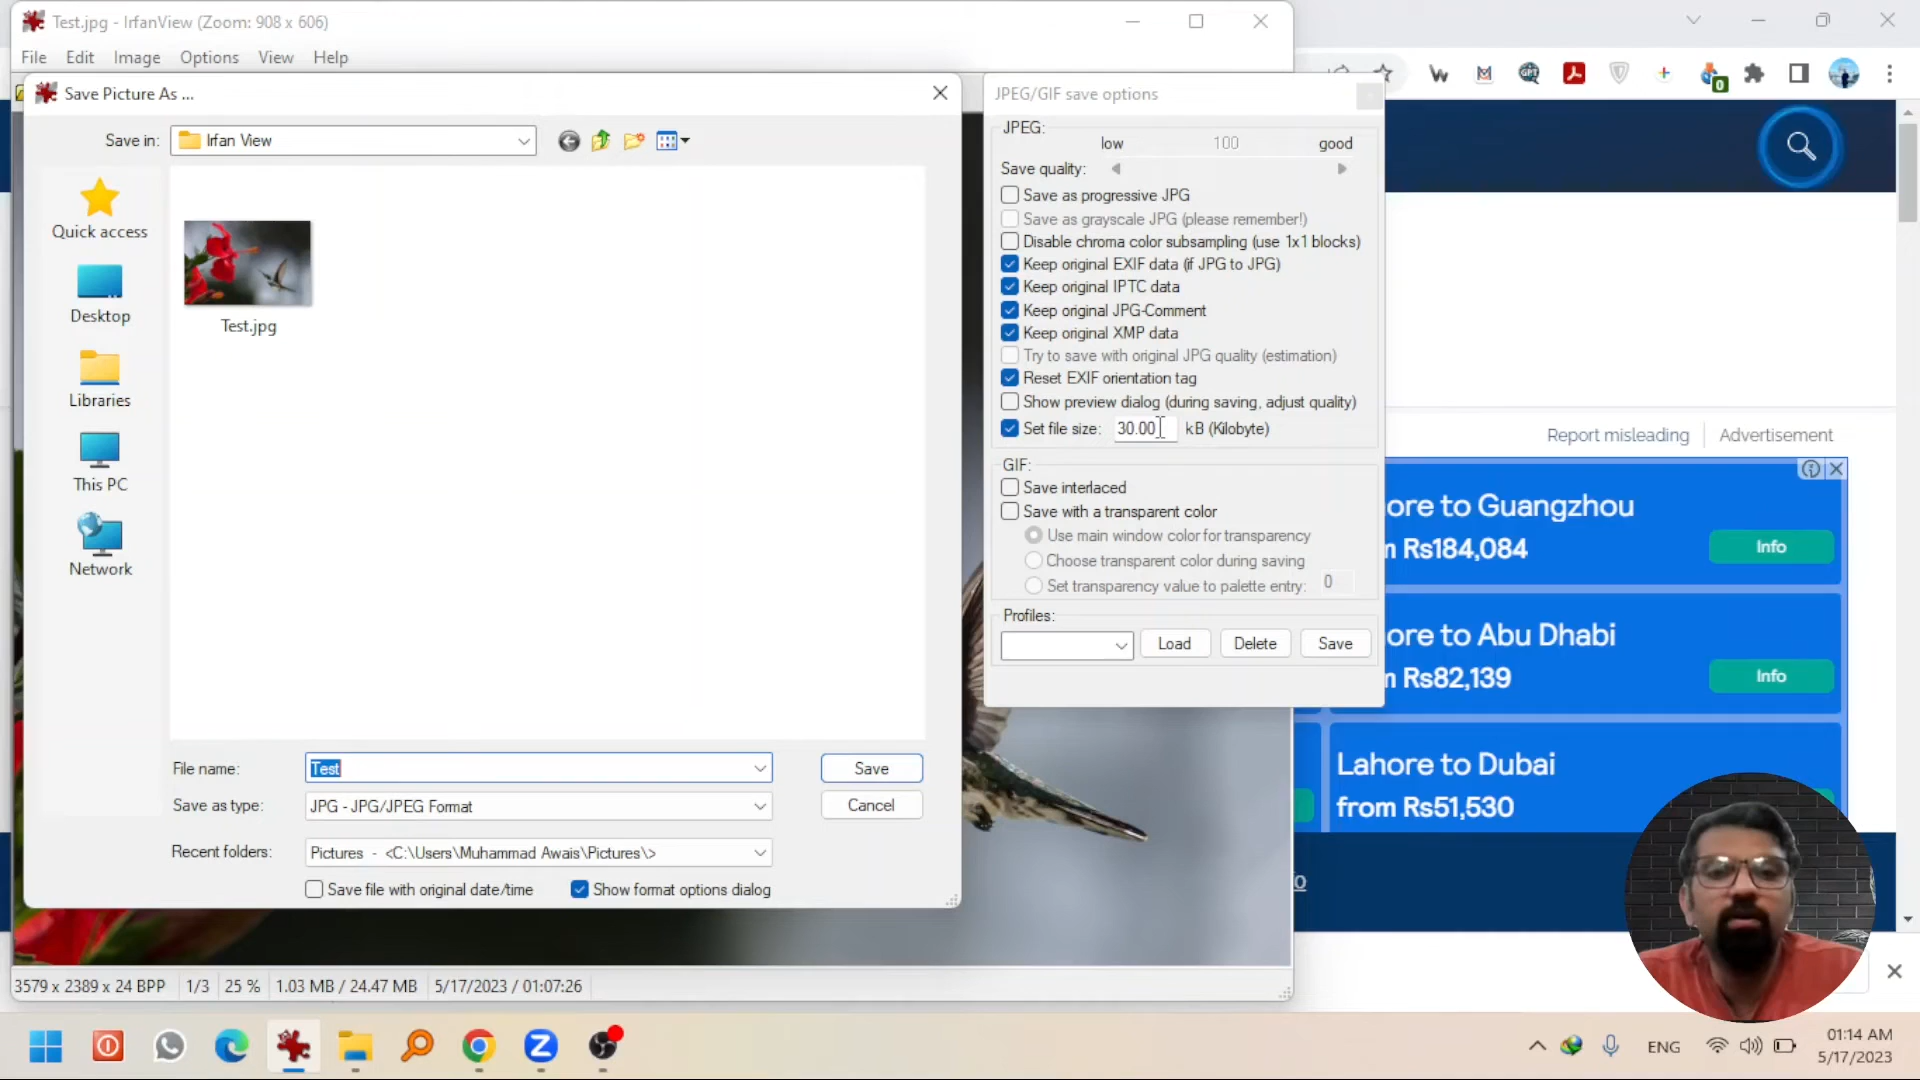 Test.jpg - IrfanView (Zoom: 908 x 606)
File Edit Image Options View Help
Save Picture As ...
Save in: Irfan View
Quick access
Desktop
Libraries
This PC
Network
Test.jpg
File name: Test
Save
Save as type: JPG - JPG/JPEG Format
Cancel
Recent folders: Pictures - <C:\Users\Muhammad Awais\Pictures\>
Save file with original date/time
Show format options dialog
JPEG/GIF save options
JPEG:
low 100 good
Save quality:
Save as progressive JPG
Save as grayscale JPG (please remember!)
Disable chroma color subsampling (use 1x1 blocks)
Keep original EXIF data (if JPG to JPG)
Keep original IPTC data
Keep original JPG-Comment
Keep original XMP data
Try to save with original JPG quality (estimation)
Reset EXIF orientation tag
Show preview dialog (during saving, adjust quality)
Set file size: 30.00 kB (Kilobyte)
GIF:
Save interlaced
Save with a transparent color
Use main window color for transparency
Choose transparent color during saving
Set transparency value to palette entry: 0
Profiles:
Load Delete Save
GPT
0
Report misleading Advertisement
ore to Guangzhou
m Rs184,084
Info
ore to Abu Dhabi
m Rs82,139
Info
Lahore to Dubai
from Rs51,530
3579 x 2389 x 24 BPP 1/3 25 % 1.03 MB / 24.47 MB 5/17/2023 / 01:07:26
ENG
01:14 AM
5/17/2023